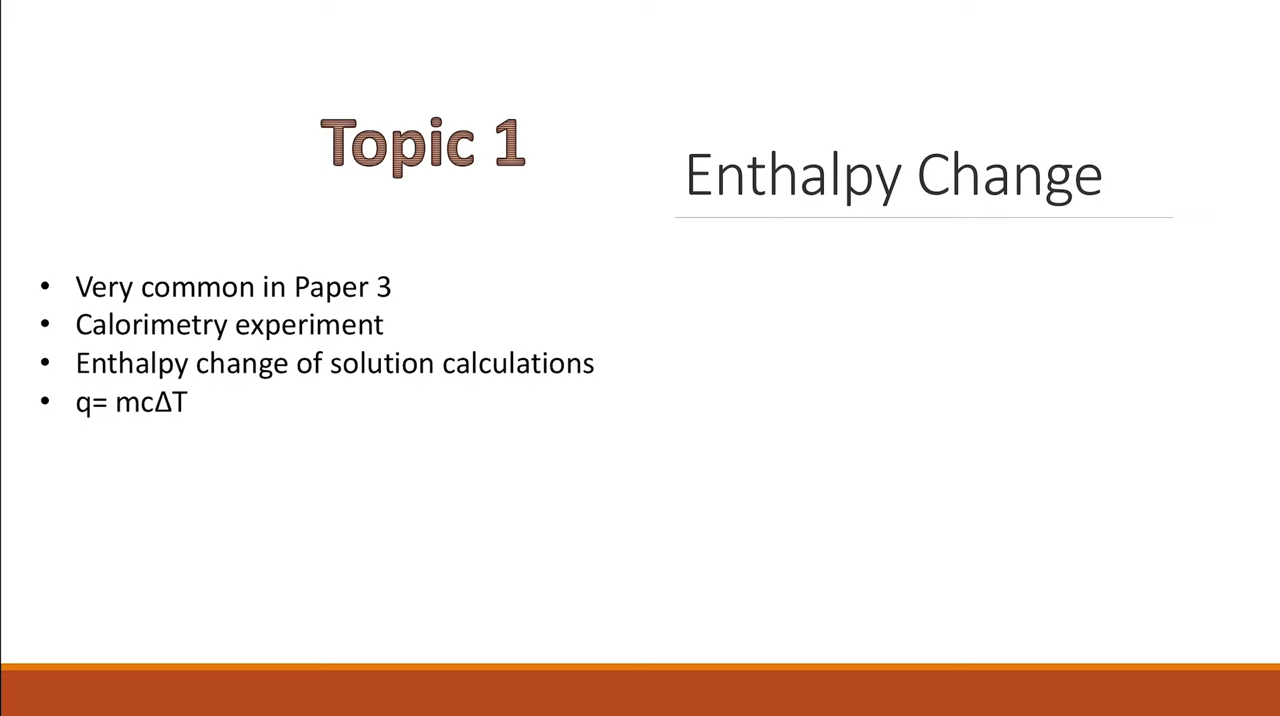 Topic 1
Enthalpy Change
• Very common in Paper 3
• Calorimetry experiment
• Enthalpy change of solution calculations
• q= mcΔT